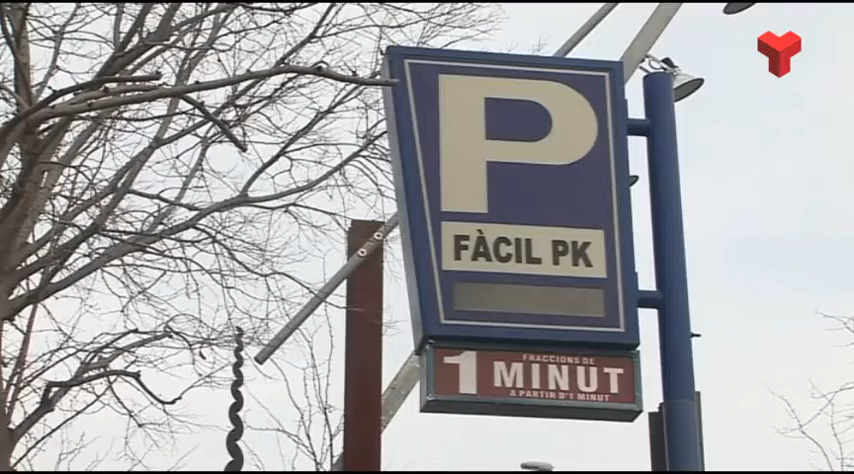 P
FÀCIL PK
FRACCIONS DE
1 MINUT
A PARTIR D'1 MINUT